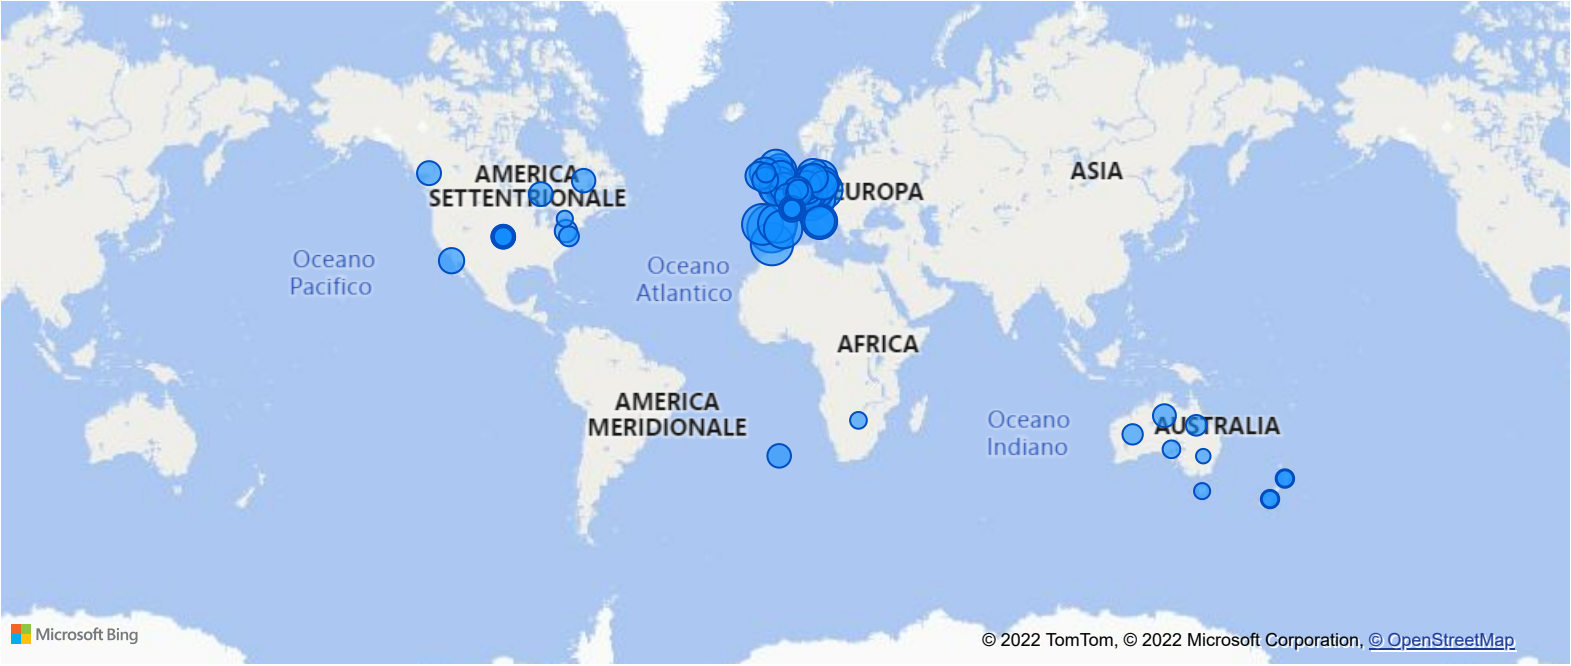 AMERICA
SETTENTRIONALE
EUROPA
ASIA
Oceano
Pacifico
Oceano
Atlantico
AFRICA
AMERICA
MERIDIONALE
Oceano
Indiano
AUSTRALIA
Microsoft Bing
© 2022 TomTom, © 2022 Microsoft Corporation, © OpenStreetMap